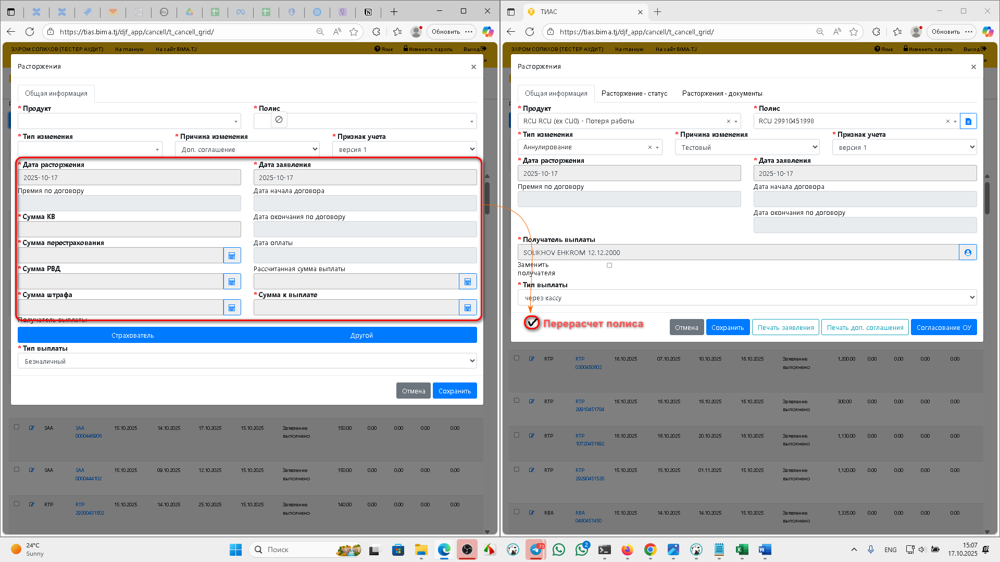 https://tias.bima.tj/djf_app/cancell/t_cancell_grid/
Обновить
ЭХРОМ СОЛИХОВ (ТЕСТЕР АУДИТ)
На главную
На сайт BIMA.TJ
Язык
Изменить пароль
Выход
Расторжения
×
Общая информация
* Продукт
* Полис
* Тип изменения
* Причина изменения
* Признак учета
Доп. соглашение
версия 1
* Дата расторжения
* Дата заявления
2025-10-17
2025-10-17
Премия по договору
Дата начала договора
* Сумма КВ
Дата окончания по договору
* Сумма перестрахования
Дата оплаты
* Сумма РВД
Рассчитанная сумма выплаты
* Сумма штрафа
* Сумма к выплате
Получатель выплаты
Страхователь
Другой
* Тип выплаты
Безналичный
Отмена
Сохранить
SAA
SAA 0000448906
15.10.2025
14.10.2025
17.10.2025
15.10.2025
Заявление выполнено
150.00
0.00
0.00
0.00
0.00
SAA
SAA 0000444102
15.10.2025
09.10.2025
12.10.2025
15.10.2025
Заявление выполнено
150.00
0.00
0.00
0.00
0.00
RTP
RTP 29300451502
15.10.2025
14.10.2025
25.10.2025
15.10.2025
Заявление выполнено
140.00
0.00
0.00
0.00
0.00
ТИАС
https://tias.bima.tj/djf_app/cancell/t_cancell_grid/
Обновить
ЭХРОМ СОЛИХОВ (ТЕСТЕР АУДИТ)
На главную
На сайт BIMA.TJ
Язык
Изменить пароль
Выход
Расторжения
×
Общая информация
Расторжение - статус
Расторжения - документы
* Продукт
* Полис
RCU RCU (ex CU0) - Потеря работы
RCU 29910451998
* Тип изменения
* Причина изменения
* Признак учета
Аннулирование
Тестовый
версия 1
* Дата расторжения
* Дата заявления
2025-10-17
2025-10-17
Премия по договору
Дата начала договора
Дата окончания по договору
* Получатель выплаты
SOLIKHOV EHKROM 12.12.2000
Заменить
получателя
* Тип выплаты
через кассу
Перерасчет полиса
Отмена
Сохранить
Печать заявления
Печать доп. соглашения
Согласование ОУ
RTP
RTP 0300450602
16.10.2025
07.10.2025
10.10.2025
16.10.2025
Заявление выполнено
1,200.00
0.00
0.00
0.00
0.00
RTP
RTP 29910451784
16.10.2025
16.10.2025
16.10.2025
16.10.2025
Заявление выполнено
300.00
0.00
0.00
0.00
0.00
RTP
RTP 10720451692
16.10.2025
16.10.2025
20.10.2025
16.10.2025
Заявление выполнено
1,130.00
0.00
0.00
0.00
0.00
RTP
RTP 29290451528
15.10.2025
15.10.2025
01.11.2025
15.10.2025
Заявление выполнено
1,120.00
0.00
0.00
0.00
0.00
RBA
RBA 0480451450
15.10.2025
14.10.2025
14.10.2025
15.10.2025
Заявление выполнено
1,335.00
0.00
0.00
0.00
0.00
24°C
Sunny
Поиск
73
2
ENG
15:07
17.10.2025